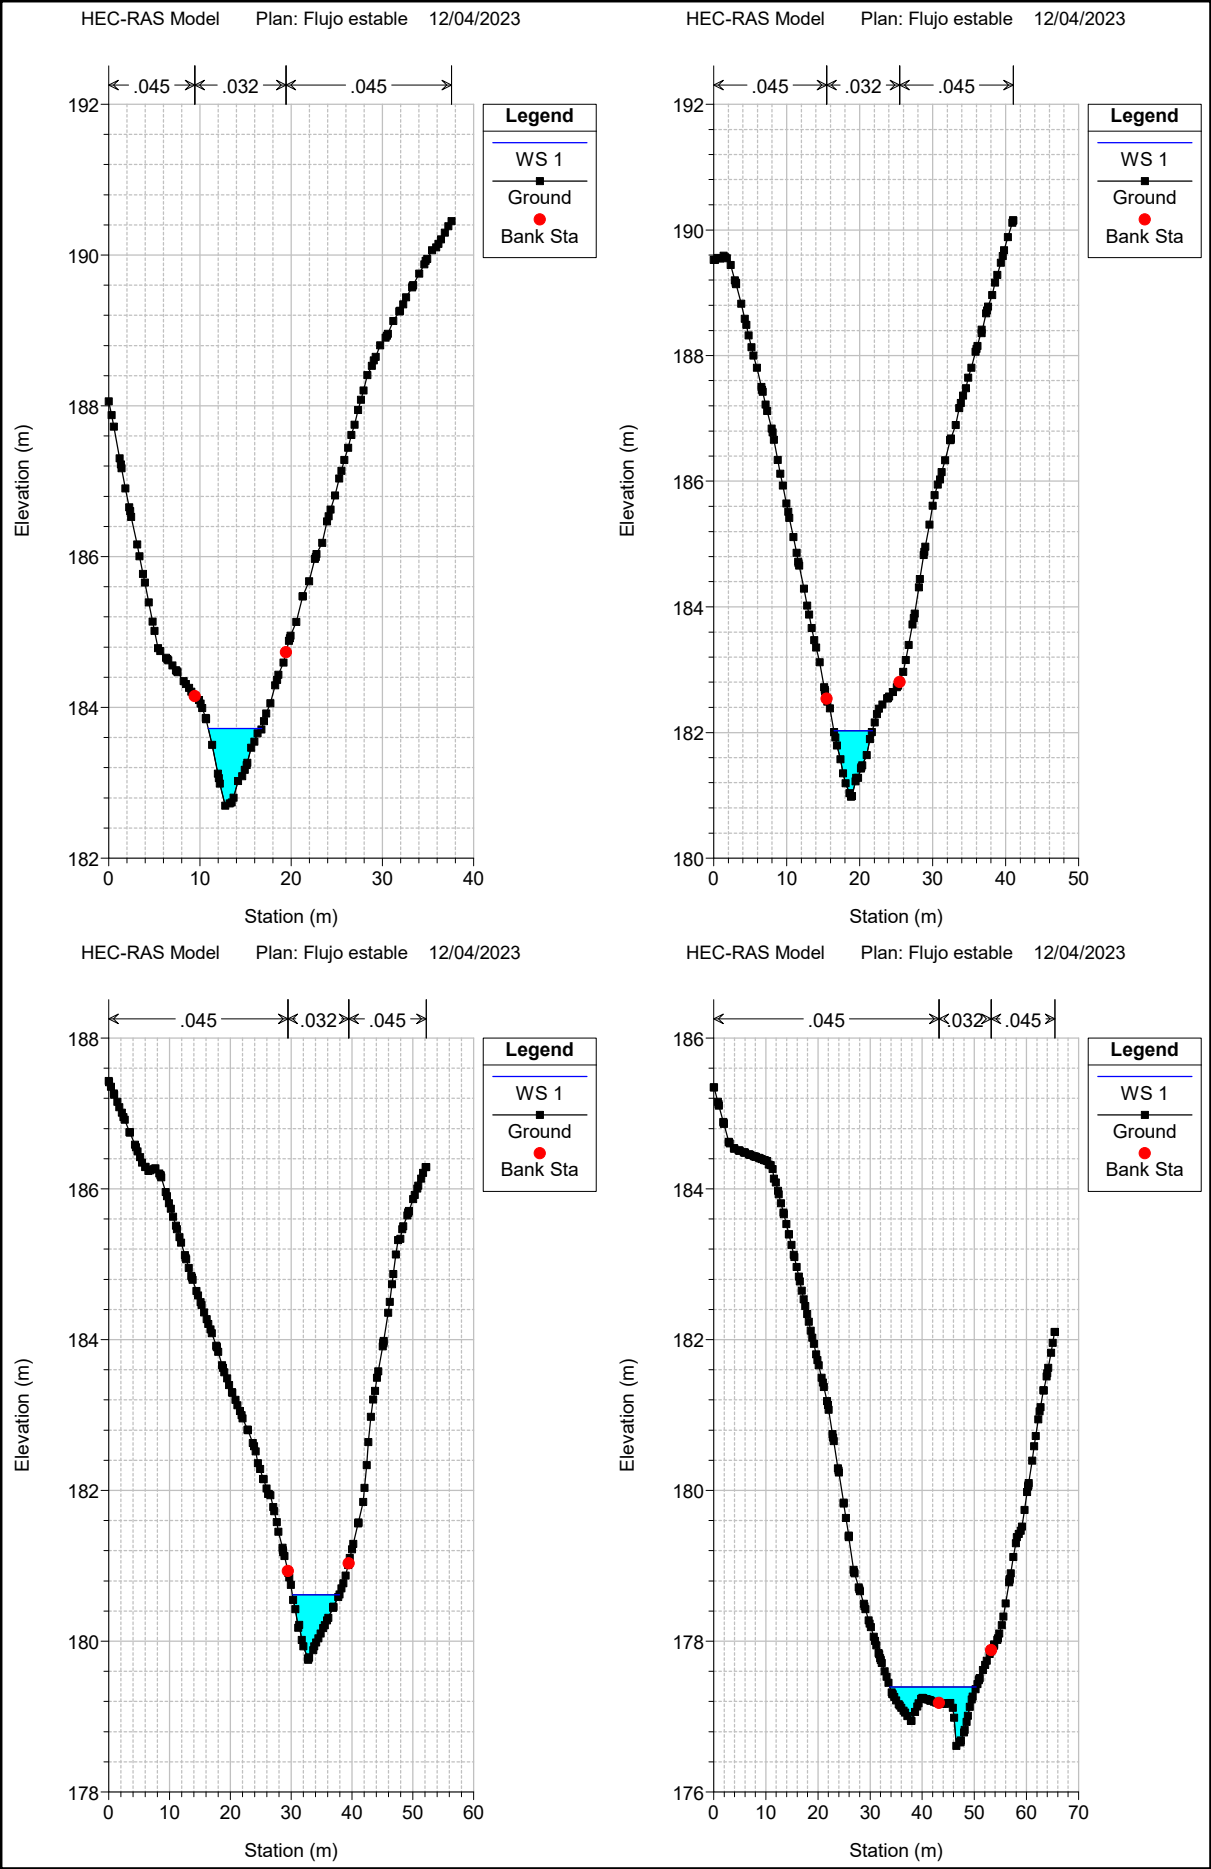 HEC-RAS Model Plan: Flujo estable 12/04/2023
.045 .032 .045
192
190
188
186
184
182
0 10 20 30 40
Station (m)
Elevation (m)
Legend
WS 1
Ground
Bank Sta
HEC-RAS Model Plan: Flujo estable 12/04/2023
.045 .032 .045
192
190
188
186
184
182
180
0 10 20 30 40 50
Station (m)
Elevation (m)
Legend
WS 1
Ground
Bank Sta
HEC-RAS Model Plan: Flujo estable 12/04/2023
.045 .032 .045
188
186
184
182
180
178
0 10 20 30 40 50 60
Station (m)
Elevation (m)
Legend
WS 1
Ground
Bank Sta
HEC-RAS Model Plan: Flujo estable 12/04/2023
.045 .032 .045
186
184
182
180
178
176
0 10 20 30 40 50 60 70
Station (m)
Elevation (m)
Legend
WS 1
Ground
Bank Sta